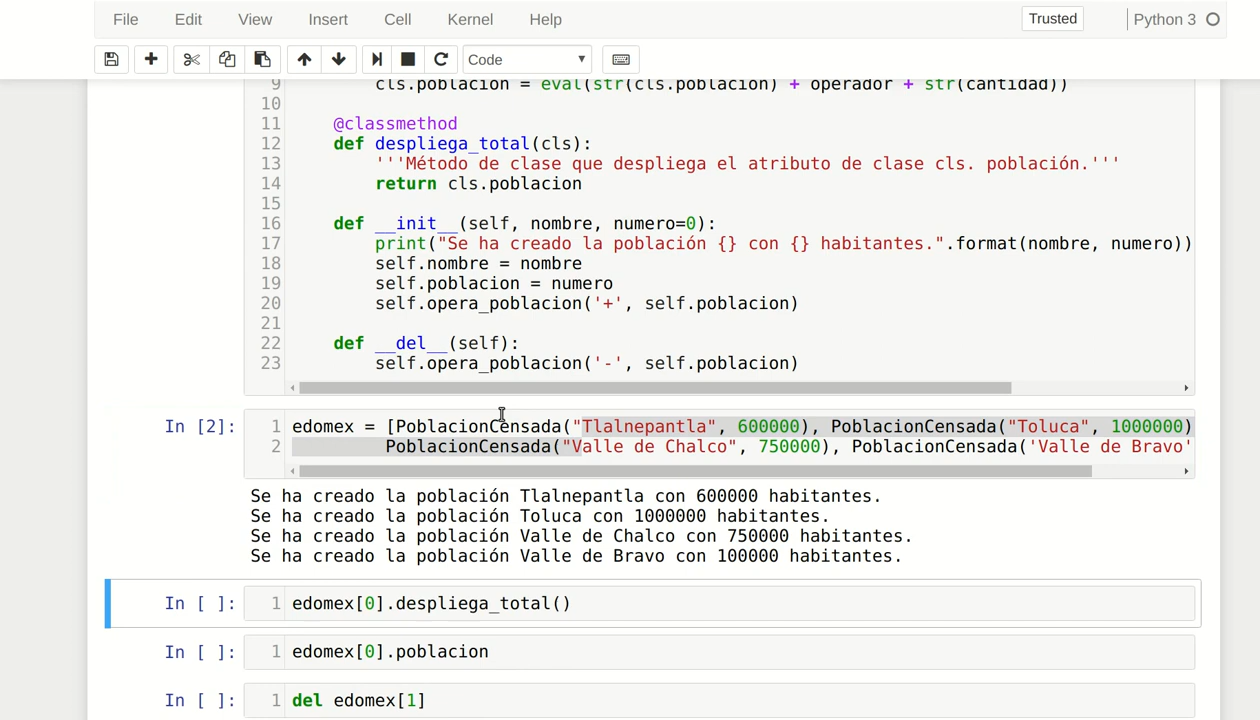 File Edit View Insert Cell Kernel Help Trusted Python 3
Code
9 cls.poblacion = eval(str(cls.poblacion) + operador + str(cantidad))
10
11 @classmethod
12 def despliega_total(cls):
13 '''Método de clase que despliega el atributo de clase cls. población.'''
14 return cls.poblacion
15
16 def __init__(self, nombre, numero=0):
17 print("Se ha creado la población {} con {} habitantes.".format(nombre, numero))
18 self.nombre = nombre
19 self.poblacion = numero
20 self.opera_poblacion('+', self.poblacion)
21
22 def __del__(self):
23 self.opera_poblacion('-', self.poblacion)
In [2]: 1 edomex = [PoblacionCensada("Tlalnepantla", 600000), PoblacionCensada("Toluca", 1000000)
2 PoblacionCensada("Valle de Chalco", 750000), PoblacionCensada('Valle de Bravo'
Se ha creado la población Tlalnepantla con 600000 habitantes.
Se ha creado la población Toluca con 1000000 habitantes.
Se ha creado la población Valle de Chalco con 750000 habitantes.
Se ha creado la población Valle de Bravo con 100000 habitantes.
In [ ]: 1 edomex[0].despliega_total()
In [ ]: 1 edomex[0].poblacion
In [ ]: 1 del edomex[1]